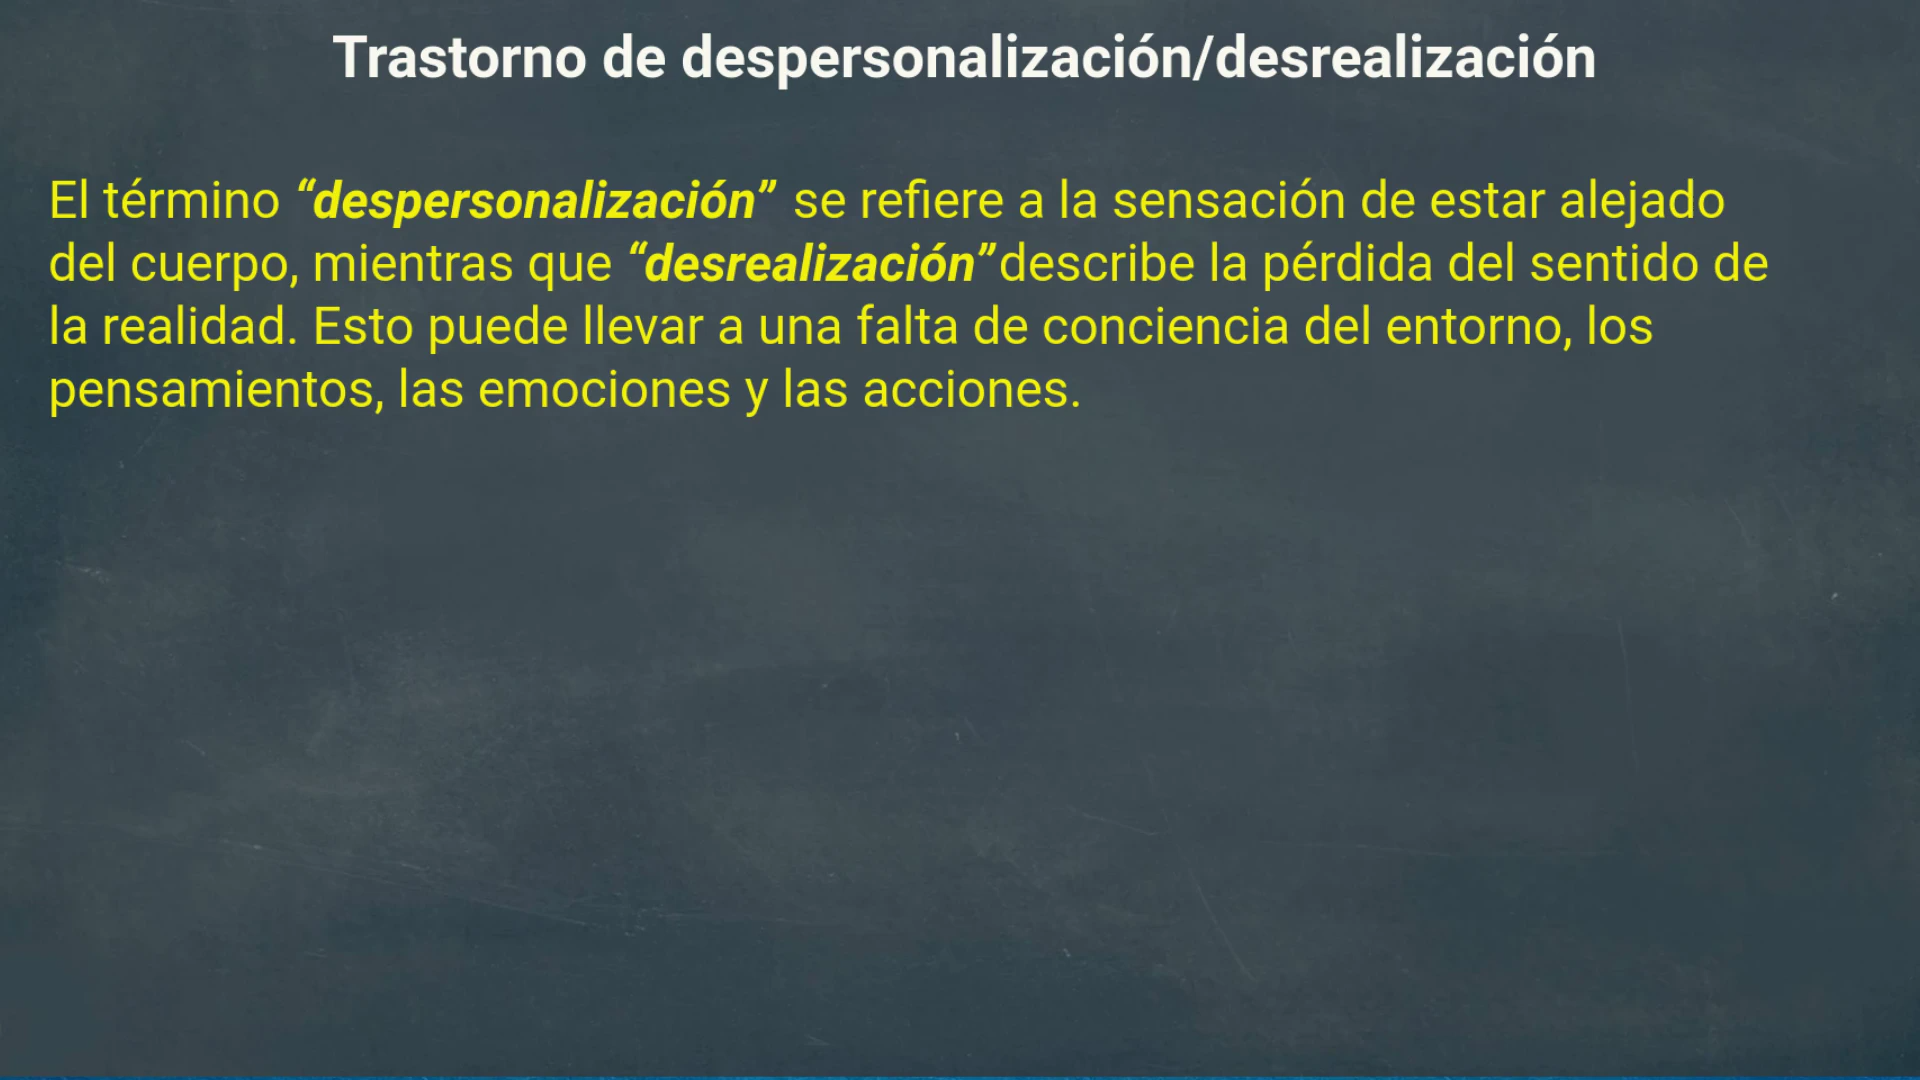 Trastorno de despersonalización/desrealización
El término “despersonalización” se refiere a la sensación de estar alejado
del cuerpo, mientras que “desrealización”describe la pérdida del sentido de
la realidad. Esto puede llevar a una falta de conciencia del entorno, los
pensamientos, las emociones y las acciones.